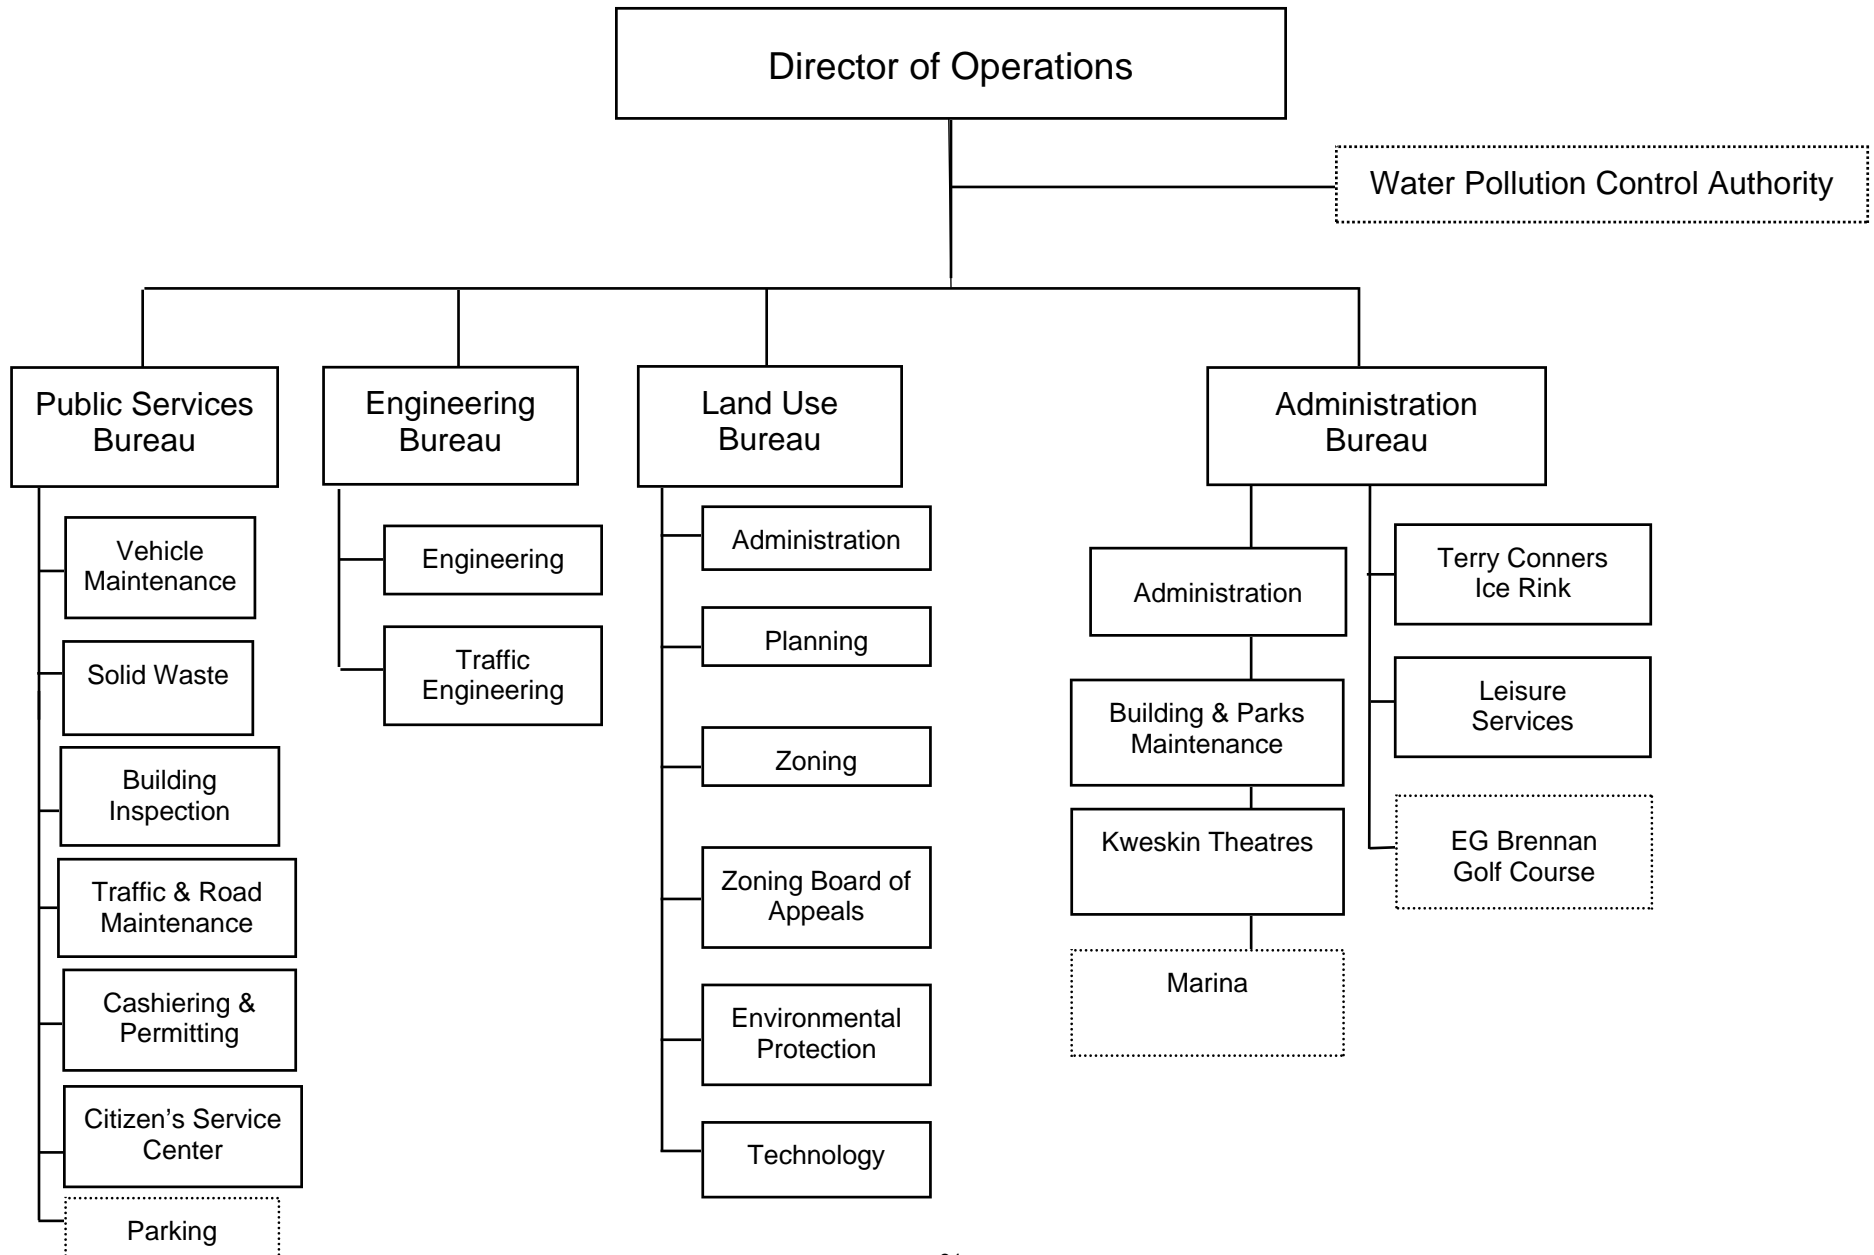 Director of Operations
Water Pollution Control Authority
Public Services
Bureau
Vehicle
Maintenance
Solid Waste
Building
Inspection
Traffic & Road
Maintenance
Cashiering &
Permitting
Citizen’s Service
Center
Parking
Engineering
Bureau
Engineering
Traffic
Engineering
Land Use
Bureau
Administration
Planning
Zoning
Zoning Board of
Appeals
Environmental
Protection
Technology
Administration
Bureau
Administration
Building & Parks
Maintenance
Kweskin Theatres
Marina
Terry Conners
Ice Rink
Leisure
Services
EG Brennan
Golf Course